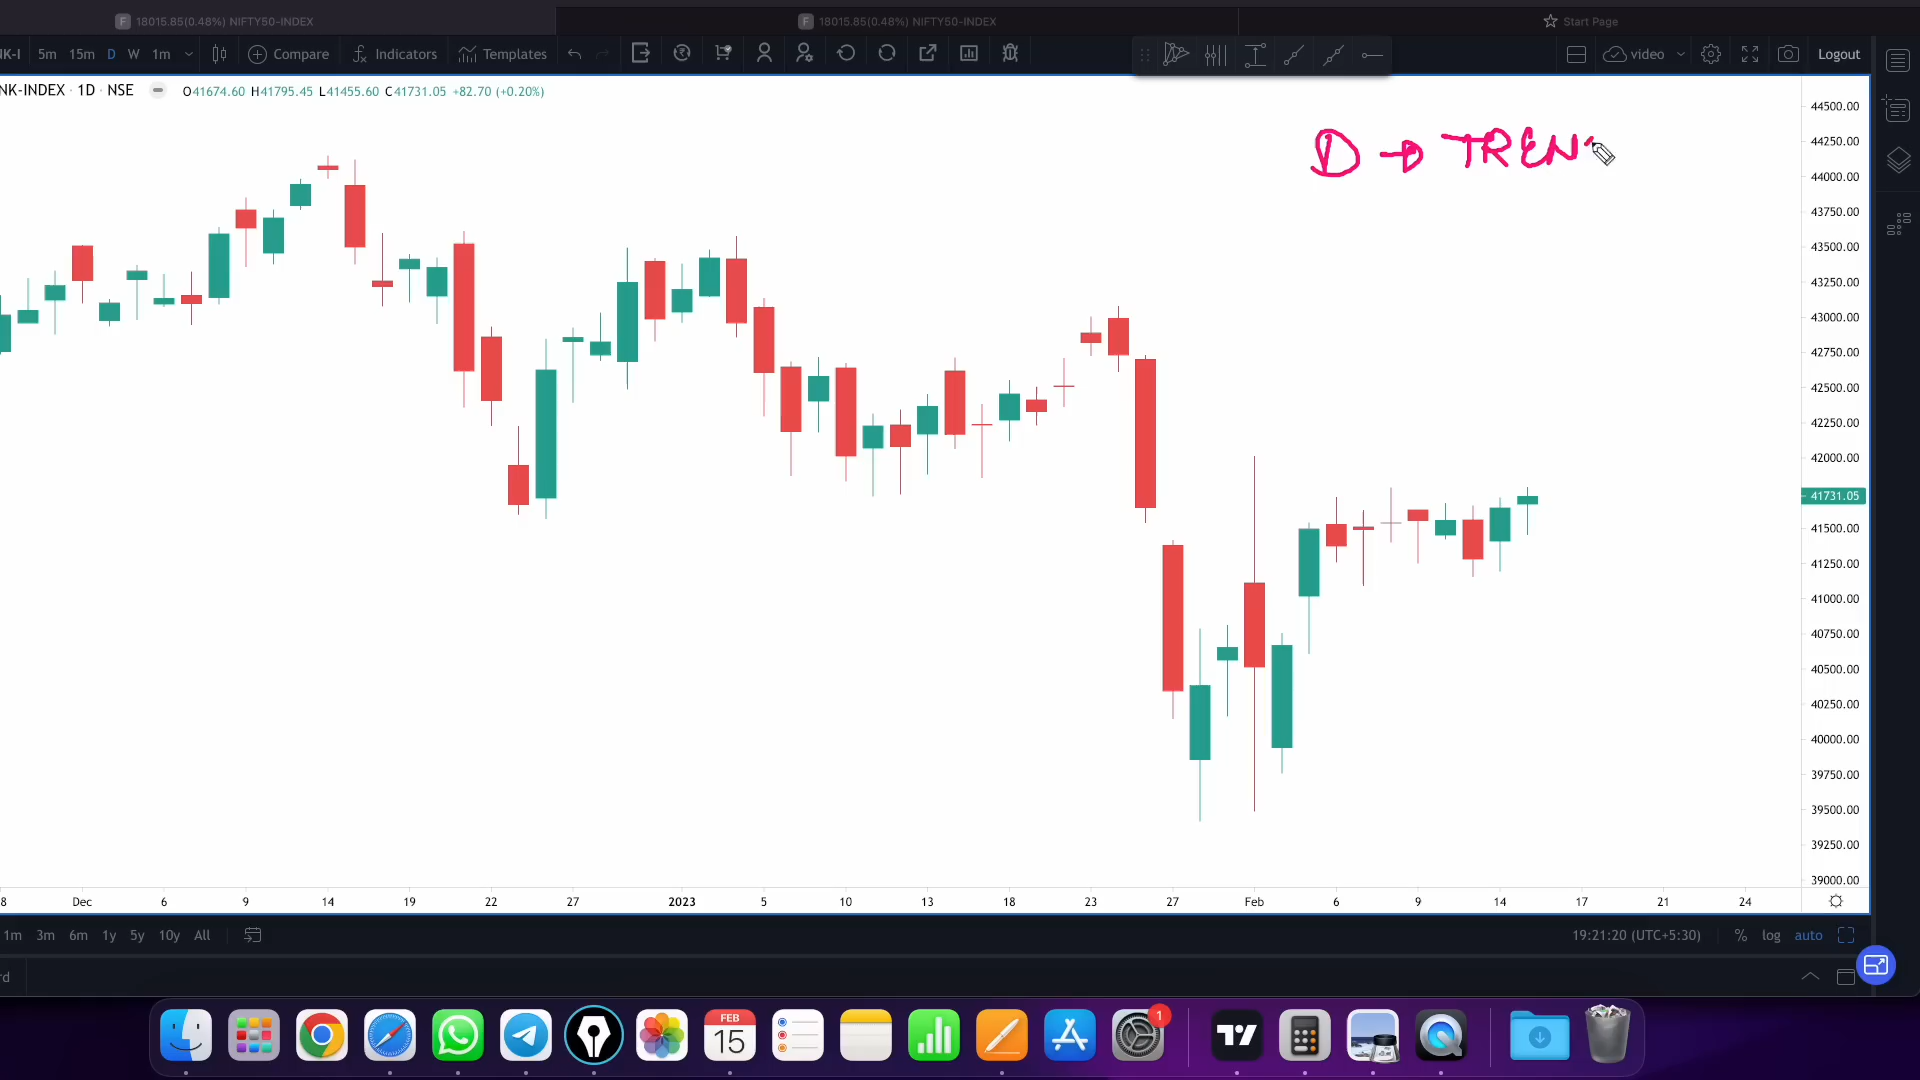 18015.85(0.48%) NIFTY50-INDEX
18015.85(0.48%) NIFTY50-INDEX
Start Page
NK-I 5m 15m D W 1m Compare Indicators Templates video Logout
NK-INDEX · 1D · NSE O41674.60 H41795.45 L41455.60 C41731.05 +82.70 (+0.20%)
D → TREN
44500.00
44250.00
44000.00
43750.00
43500.00
43250.00
43000.00
42750.00
42500.00
42250.00
42000.00
41731.05
41500.00
41250.00
41000.00
40750.00
40500.00
40250.00
40000.00
39750.00
39500.00
39250.00
39000.00
8 Dec 6 9 14 19 22 27 2023 5 10 13 18 23 27 Feb 6 9 14 17 21 24
1m 3m 6m 1y 5y 10y All 19:21:20 (UTC+5:30) % log auto
rd
FEB
15
1